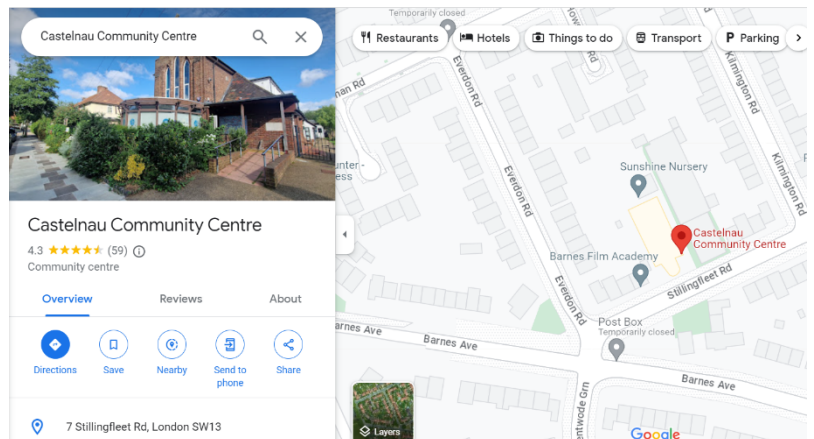 Castelnau Community Centre
Castelnau Community Centre
4.3
(59)
Community centre
Overview
Reviews
About
Directions
Save
Nearby
Send to
phone
Share
7 Stillingfleet Rd, London SW13
Restaurants
Hotels
Things to do
P Parking
Transport
Temporarily closed
Everdon Rd
Kilmington Rd
Everdon Rd
Kilmington Rd
Sunshine Nursery
Castelnau
Community Centre
Barnes Film Academy
Stillingfleet Rd
Everdon Rd
Post Box
Temporarily closed
Barnes Ave
Barnes Ave
Layers
Google